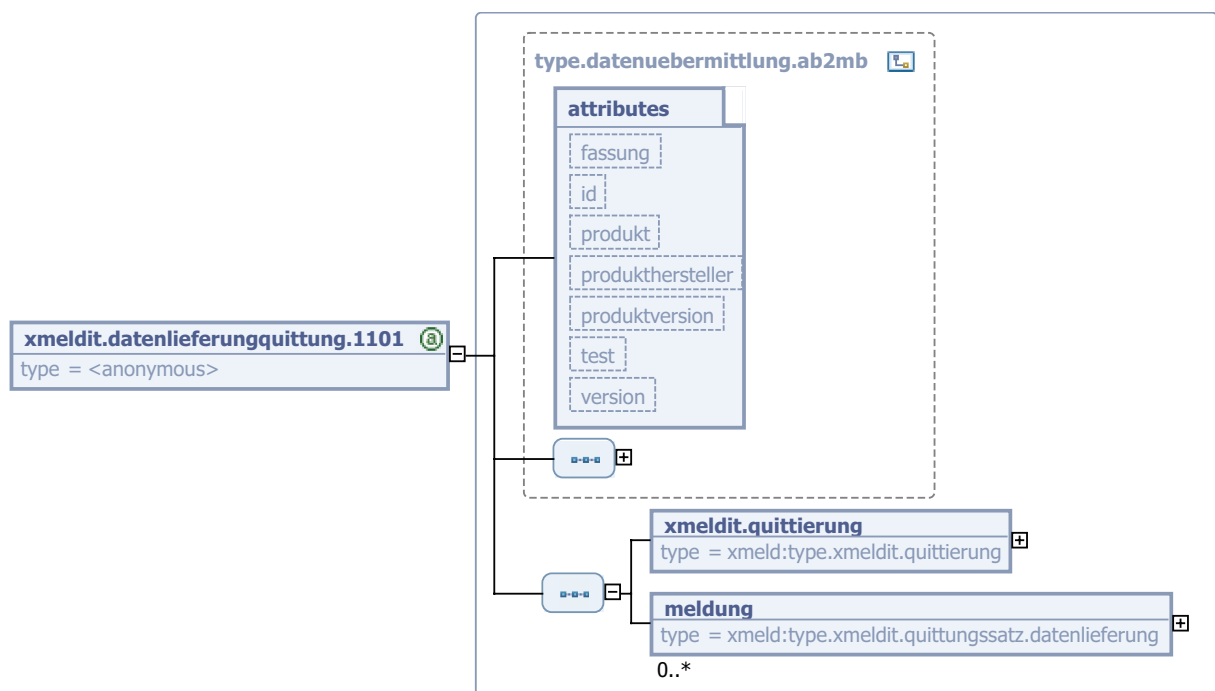 type.datenuebermittlung.ab2mb
attributes
fassung
id
produkt
produkthersteller
produktversion
test
version
xmeldit.datenlieferungquittung.1101 a
type = <anonymous>
xmeldit.quittierung
type = xmeld:type.xmeldit.quittierung
meldung
type = xmeld:type.xmeldit.quittungssatz.datenlieferung
0..*